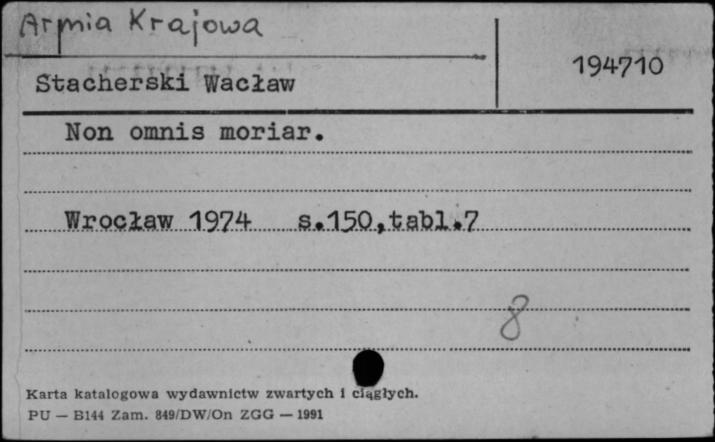 Armia Krajowa
194710
Stacherski Wacław
Non omnis moriar.
Wrocław 1974 s.150,tabl.7
8
Karta katalogowa wydawnictw zwartych i ciągłych.
PU — B144 Zam. 849/DW/On ZGG — 1991